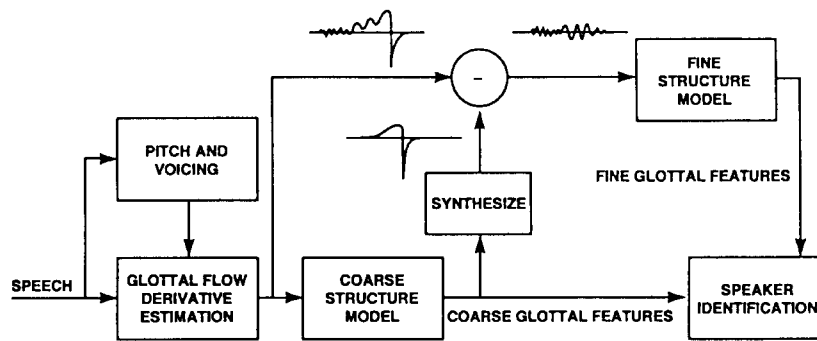 FINE
STRUCTURE
MODEL
–
PITCH AND
VOICING
SYNTHESIZE
FINE GLOTTAL FEATURES
SPEECH
GLOTTAL FLOW
DERIVATIVE
ESTIMATION
COARSE
STRUCTURE
MODEL
COARSE GLOTTAL FEATURES
SPEAKER
IDENTIFICATION